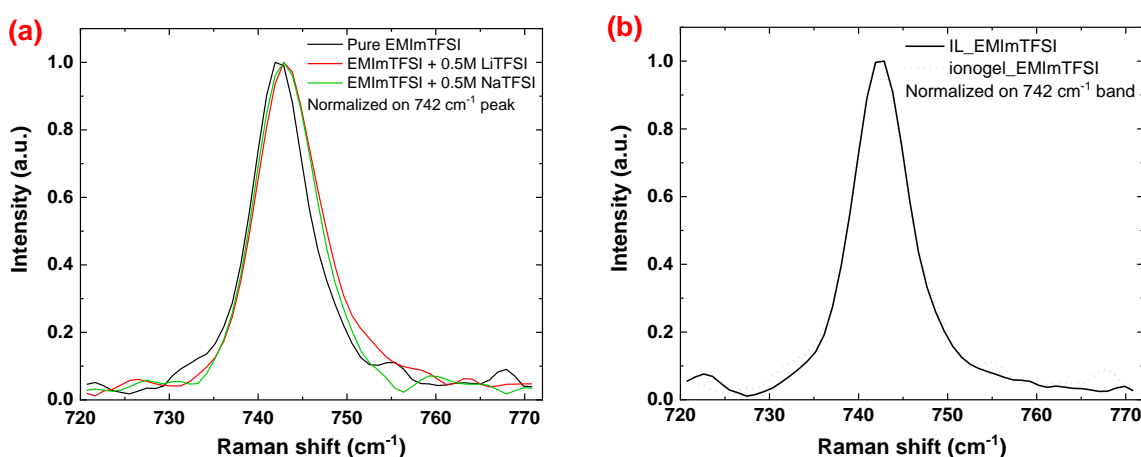 (a)
Pure EMImTFSI
EMImTFSI + 0.5M LiTFSI
EMImTFSI + 0.5M NaTFSI
Normalized on 742 cm⁻¹ peak
Intensity (a.u.)
1.0
0.8
0.6
0.4
0.2
0.0
720
730
740
750
760
770
Raman shift (cm⁻¹)
(b)
IL_EMImTFSI
ionogel_EMImTFSI
Normalized on 742 cm⁻¹ band
Intensity (a.u.)
1.0
0.8
0.6
0.4
0.2
0.0
720
730
740
750
760
770
Raman shift (cm⁻¹)